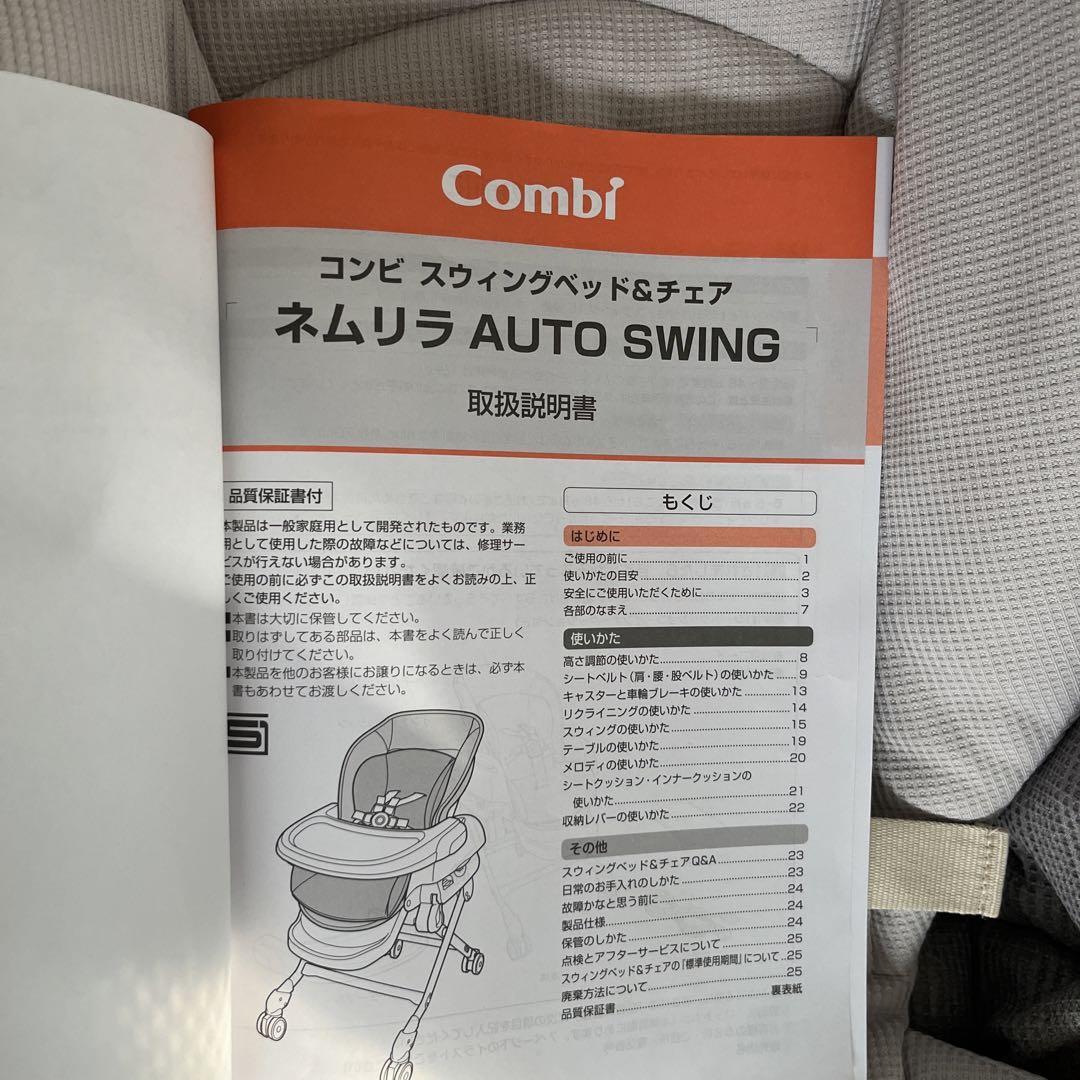 Combi
コンビ スウィングベッド&チェア
ネムリラ AUTO SWING
取扱説明書
品質保証書付
本製品は一般家庭用として開発されたものです。業務
用として使用した際の故障などについては、修理サー
ビスが行えない場合があります。
ご使用の前に必ずこの取扱説明書をよくお読みの上、正
しくご使用ください。
■本書は大切に保管してください。
■取りはずしてある部品は、本書をよく読んで正しく
取り付けてください。
■本製品を他のお客様にお譲りになるときは、必ず本
書もあわせてお渡しください。
もくじ
はじめに
ご使用の前に 1
使いかたの目安 2
安全にご使用いただくために 3
各部のなまえ 7
使いかた
高さ調節の使いかた 8
シートベルト(肩・腰・股ベルト)の使いかた 9
キャスターと車輪ブレーキの使いかた 13
リクライニングの使いかた 14
スウィングの使いかた 15
テーブルの使いかた 19
メロディの使いかた 20
シートクッション・インナークッションの
使いかた 21
収納レバーの使いかた 22
その他
スウィングベッド&チェア Q&A 23
日常のお手入れのしかた 23
故障かなと思う前に 24
製品仕様 24
保管のしかた 24
点検とアフターサービスについて 25
スウィングベッド&チェアの「標準使用期間」について 25
廃棄方法について 25
品質保証書 裏表紙